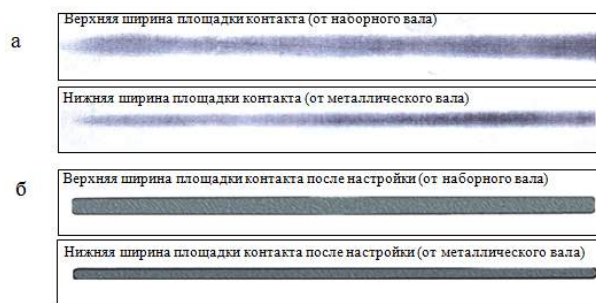 Верхняя ширина площадки контакта (от наборного вала)
а
Нижняя ширина площадки контакта (от металлического вала)
б
Верхняя ширина площадки контакта после настройки (от наборного вала)
Нижняя ширина площадки контакта после настройки (от металлического вала)